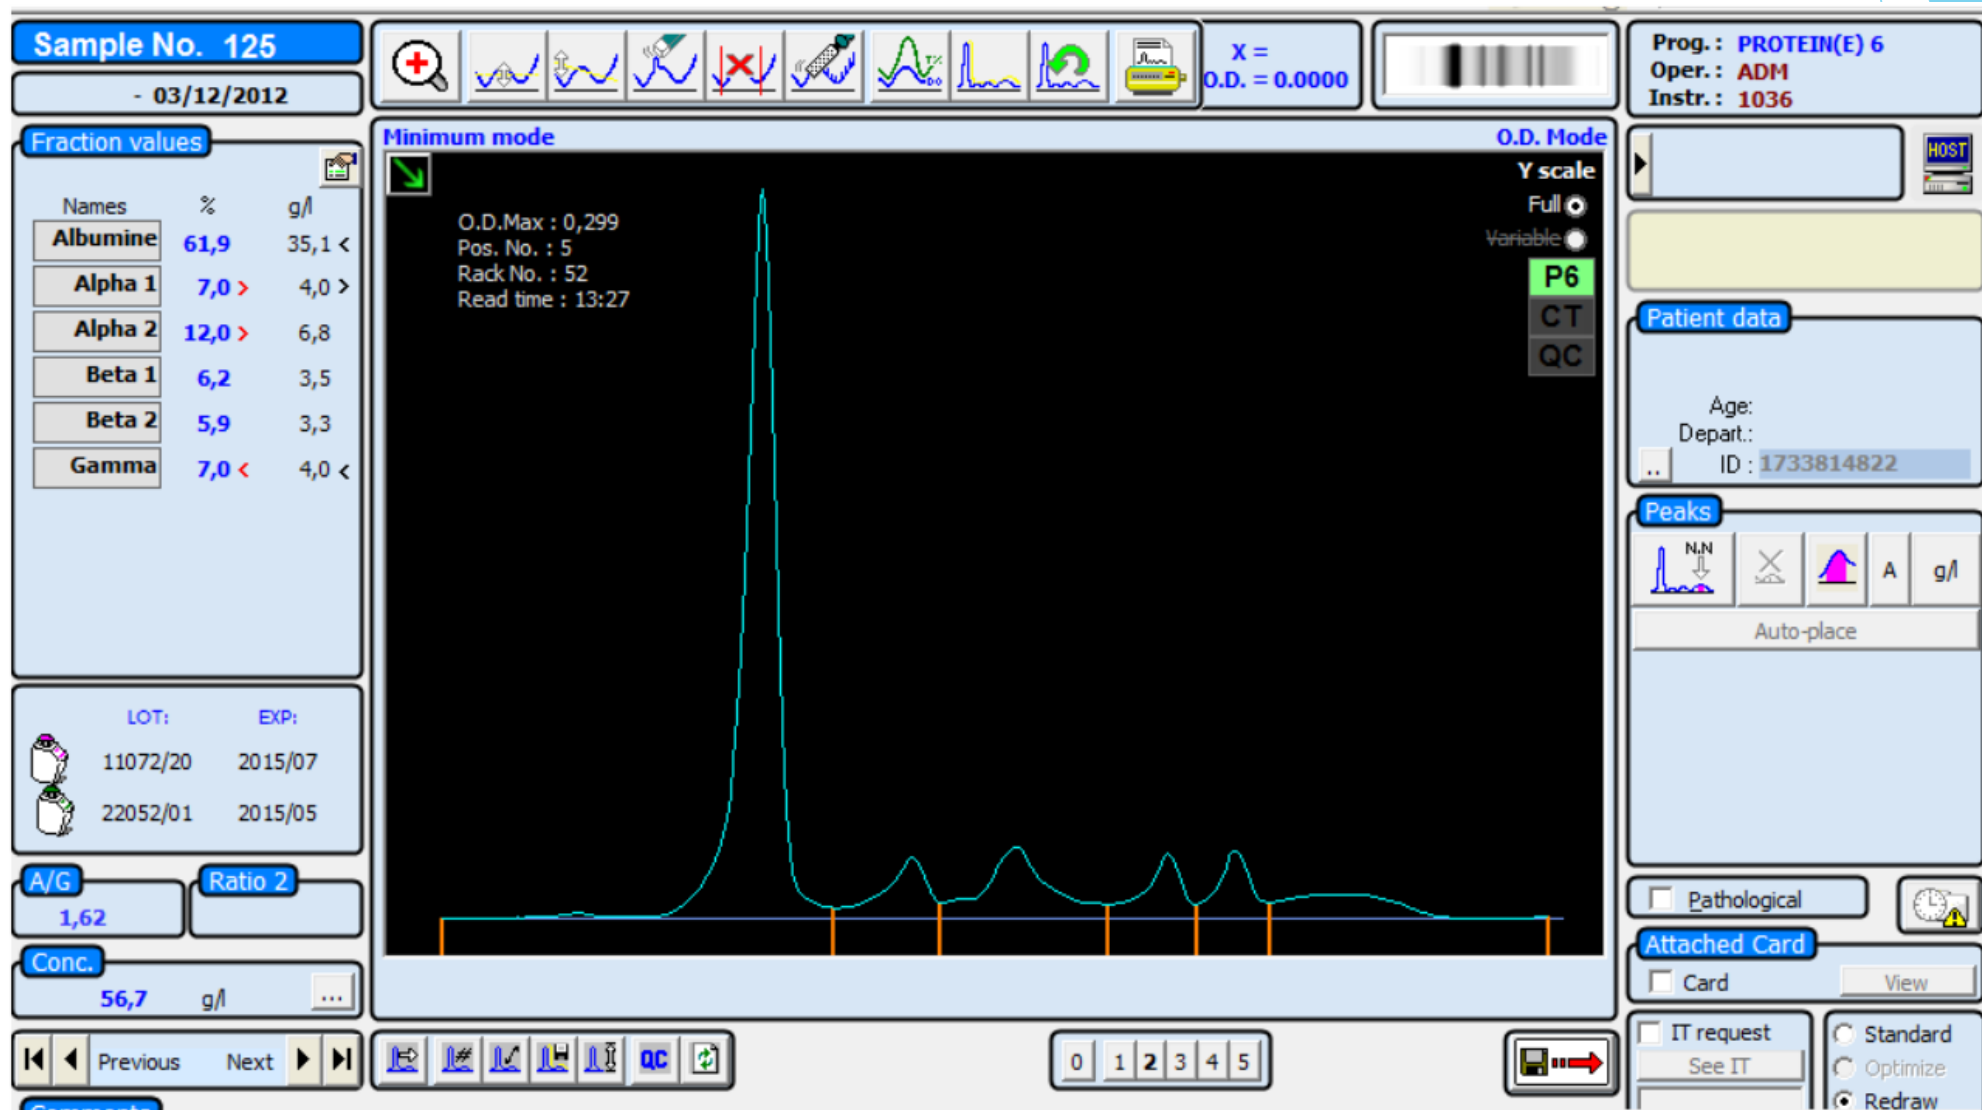 Sample No. 125
- 03/12/2012
X =
O.D. = 0.0000
Prog.: PROTEIN(E) 6
Oper.: ADM
Instr.: 1036
Fraction values
Names % g/l
Albumine 61,9 35,1 <
Alpha 1 7,0 > 4,0 >
Alpha 2 12,0 > 6,8
Beta 1 6,2 3,5
Beta 2 5,9 3,3
Gamma 7,0 < 4,0 <
LOT: EXP:
11072/20 2015/07
22052/01 2015/05
A/G
1,62
Ratio 2
Conc.
56,7 g/l ...
Previous Next
Minimum mode
O.D. Mode
O.D.Max : 0,299
Pos. No. : 5
Rack No. : 52
Read time : 13:27
Y scale
Full
Variable
P6
CT
QC
QC
0 1 2 3 4 5
HOST
Patient data
Age:
Depart.:
.. ID : 1733814822
Peaks
N.N
A g/l
Auto-place
Pathological
Attached Card
Card View
IT request
See IT
Standard
Optimize
Redraw
Comments